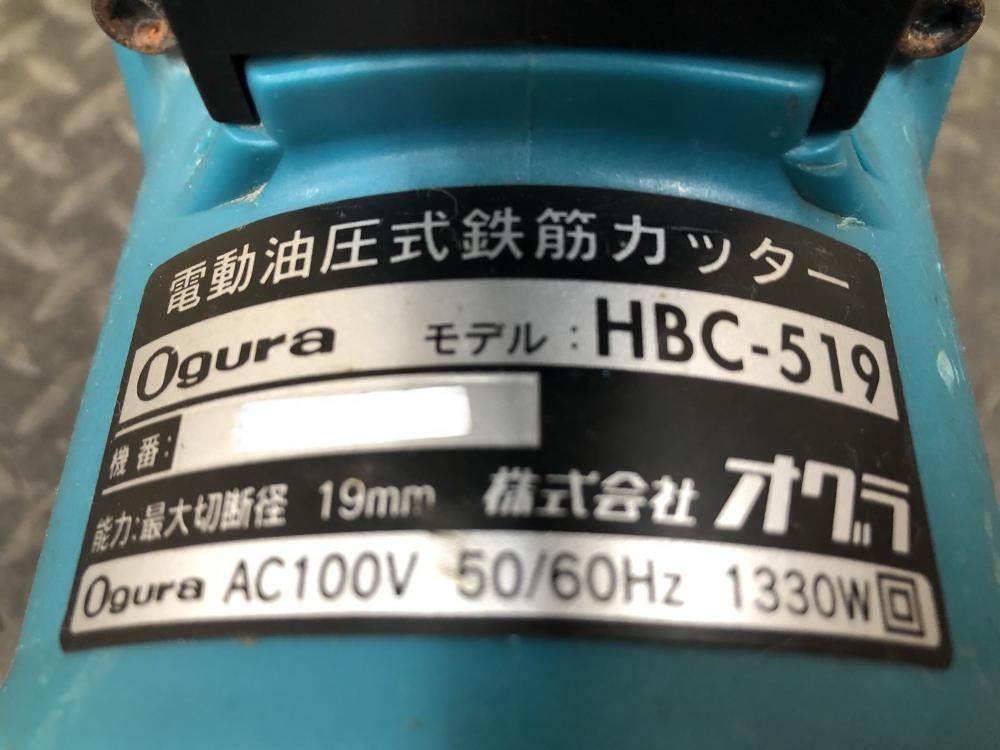 電動油圧式鉄筋カッター
Ogura モデル：HBC-519
機番：
能力：最大切断径 19mm 株式会社オグラ
Ogura AC100V 50/60Hz 1330W